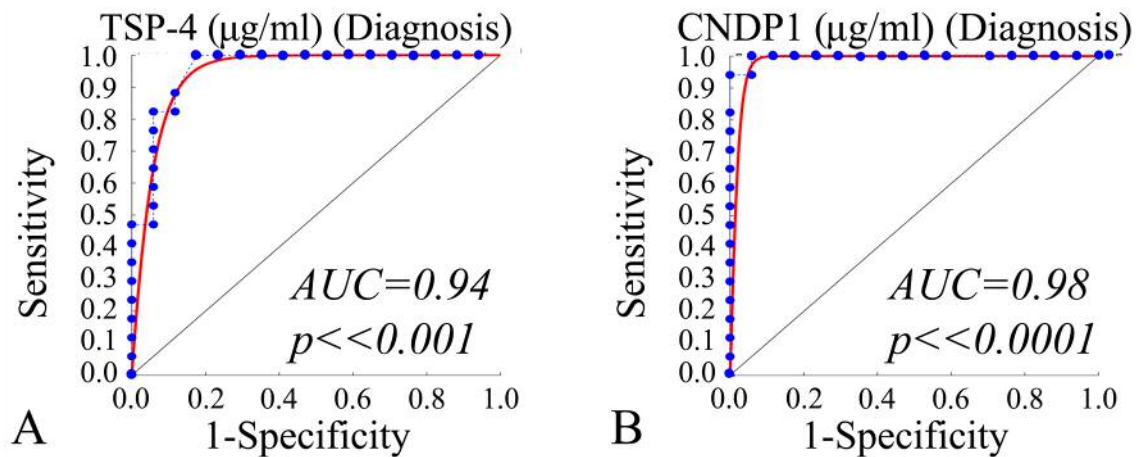 TSP-4 (µg/ml) (Diagnosis)
1.0
0.9
0.8
0.7
0.6
0.5
0.4
0.3
0.2
0.1
0.0
Sensitivity
AUC=0.94
p<<0.001
0.0 0.2 0.4 0.6 0.8 1.0
1-Specificity
A
CNDP1 (µg/ml) (Diagnosis)
1.0
0.9
0.8
0.7
0.6
0.5
0.4
0.3
0.2
0.1
0.0
Sensitivity
AUC=0.98
p<<0.0001
0.0 0.2 0.4 0.6 0.8 1.0
1-Specificity
B